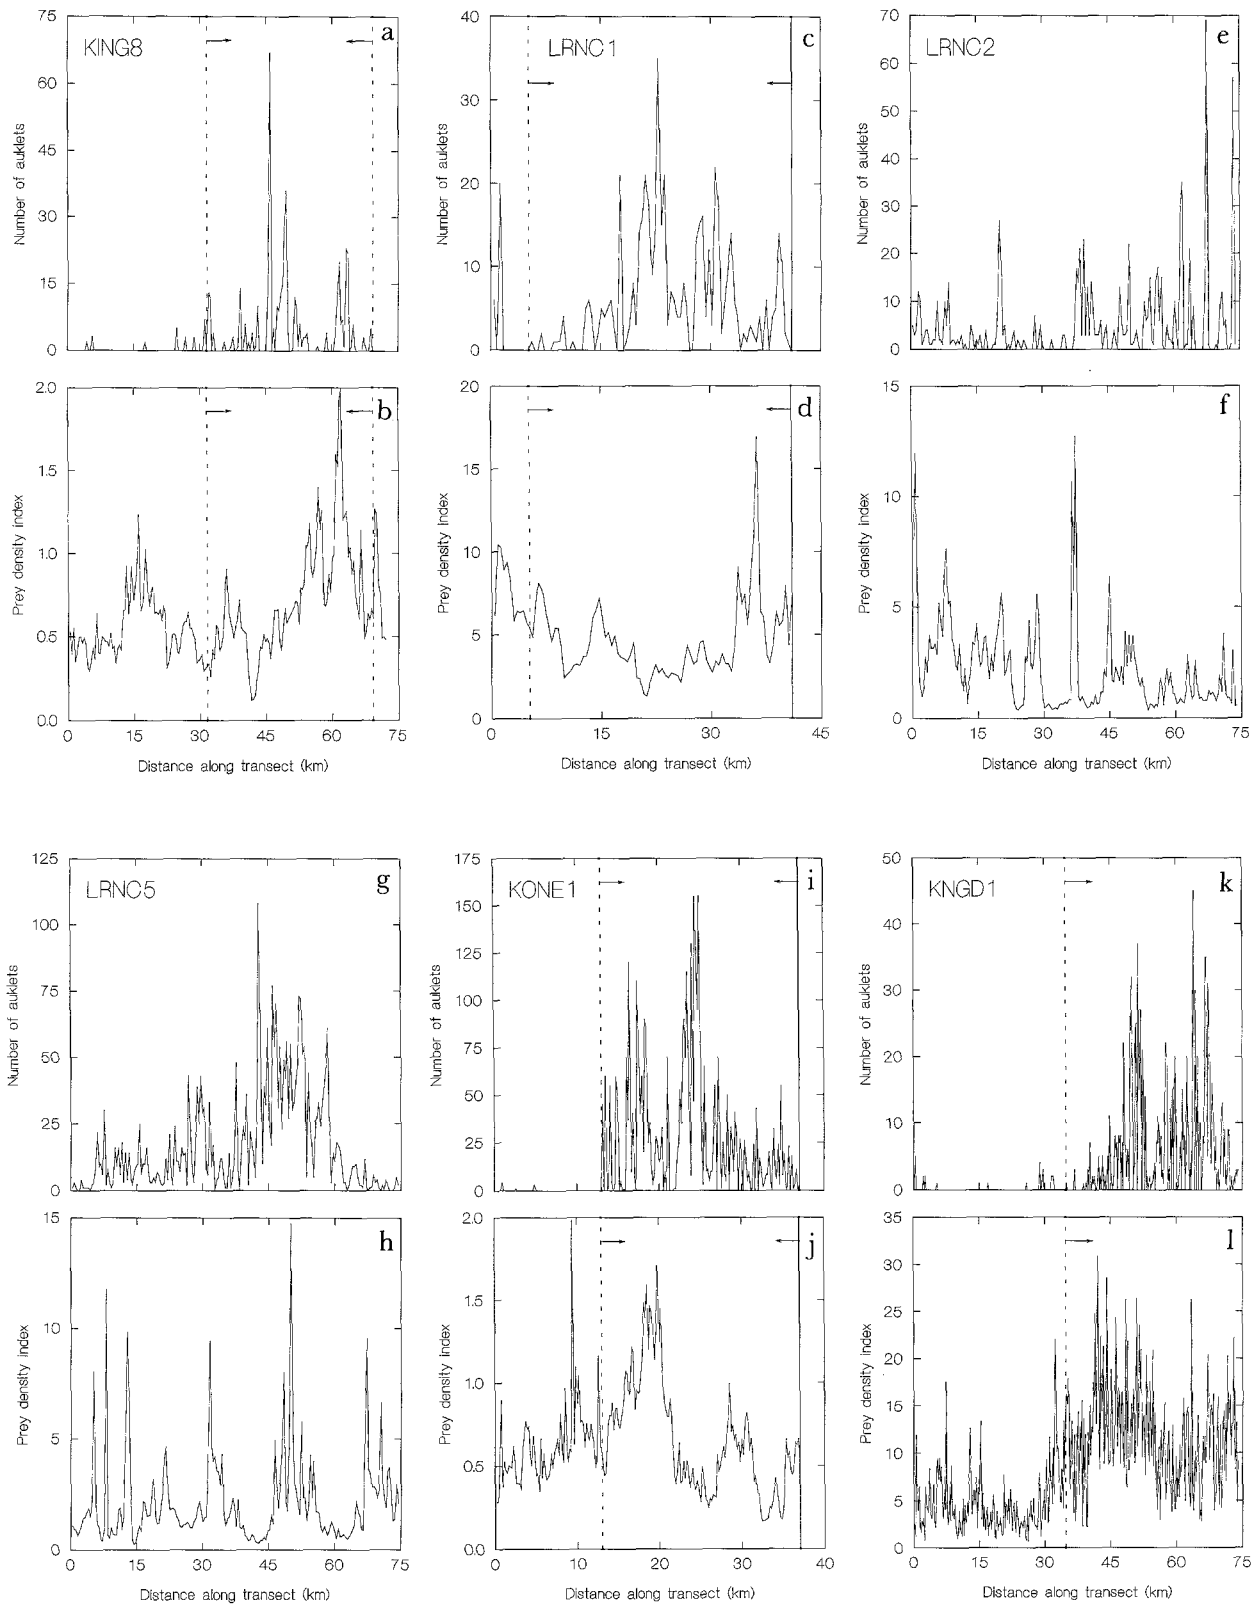 KING8
a
75
60
45
30
15
0
Number of auklets
LRNC1
c
40
30
20
10
0
Number of auklets
LRNC2
e
70
60
50
40
30
20
10
0
Number of auklets
b
2.0
1.5
1.0
0.5
0.0
Prey density index
0 15 30 45 60 75
Distance along transect (km)
d
20
15
10
5
0
Prey density index
0 15 30 45
Distance along transect (km)
f
15
10
5
0
Prey density index
0 15 30 45 60 75
Distance along transect (km)
LRNC5
g
125
100
75
50
25
0
Number of auklets
KONE1
i
175
150
125
100
75
50
25
0
Number of auklets
KNGD1
k
50
40
30
20
10
0
Number of auklets
h
15
10
5
0
Prey density index
0 15 30 45 60 75
Distance along transect (km)
j
2.0
1.5
1.0
0.5
0.0
Prey density index
0 10 20 30 40
Distance along transect (km)
l
35
30
25
20
15
10
5
0
Prey density index
0 15 30 45 60 75
Distance along transect (km)